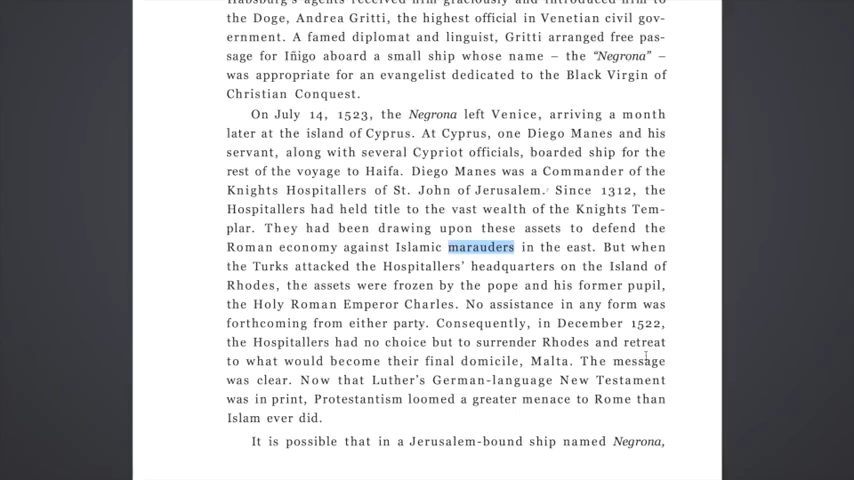 Habsburg's agents received him graciously and introduced him to
the Doge, Andrea Gritti, the highest official in Venetian civil gov-
ernment. A famed diplomat and linguist, Gritti arranged free pas-
sage for Iñigo aboard a small ship whose name – the “Negrona” –
was appropriate for an evangelist dedicated to the Black Virgin of
Christian Conquest.
On July 14, 1523, the Negrona left Venice, arriving a month
later at the island of Cyprus. At Cyprus, one Diego Manes and his
servant, along with several Cypriot officials, boarded ship for the
rest of the voyage to Haifa. Diego Manes was a Commander of the
Knights Hospitallers of St. John of Jerusalem. Since 1312, the
Hospitallers had held title to the vast wealth of the Knights Tem-
plar. They had been drawing upon these assets to defend the
Roman economy against Islamic marauders in the east. But when
the Turks attacked the Hospitallers’ headquarters on the Island of
Rhodes, the assets were frozen by the pope and his former pupil,
the Holy Roman Emperor Charles. No assistance in any form was
forthcoming from either party. Consequently, in December 1522,
the Hospitallers had no choice but to surrender Rhodes and retreat
to what would become their final domicile, Malta. The message
was clear. Now that Luther’s German-language New Testament
was in print, Protestantism loomed a greater menace to Rome than
Islam ever did.
It is possible that in a Jerusalem-bound ship named Negrona,